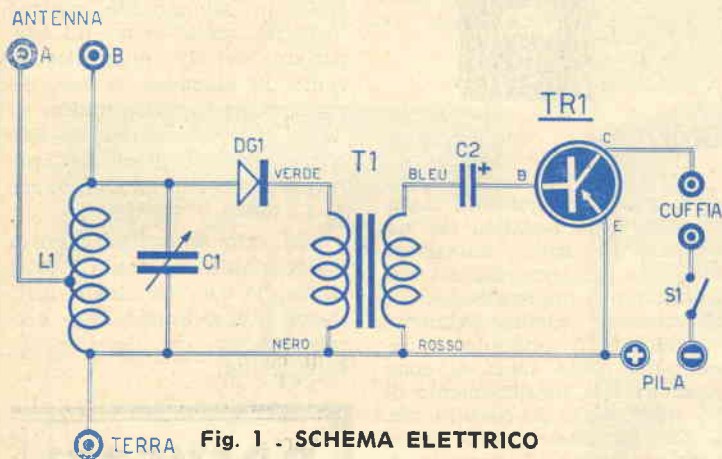 ANTENNA
A B
TR1
DG1 VERDE T1 BLEU C2 + B C
CUFFIA
E
L1 C1 S1
NERO ROSSO + -
PILA
TERRA Fig. 1 . SCHEMA ELETTRICO